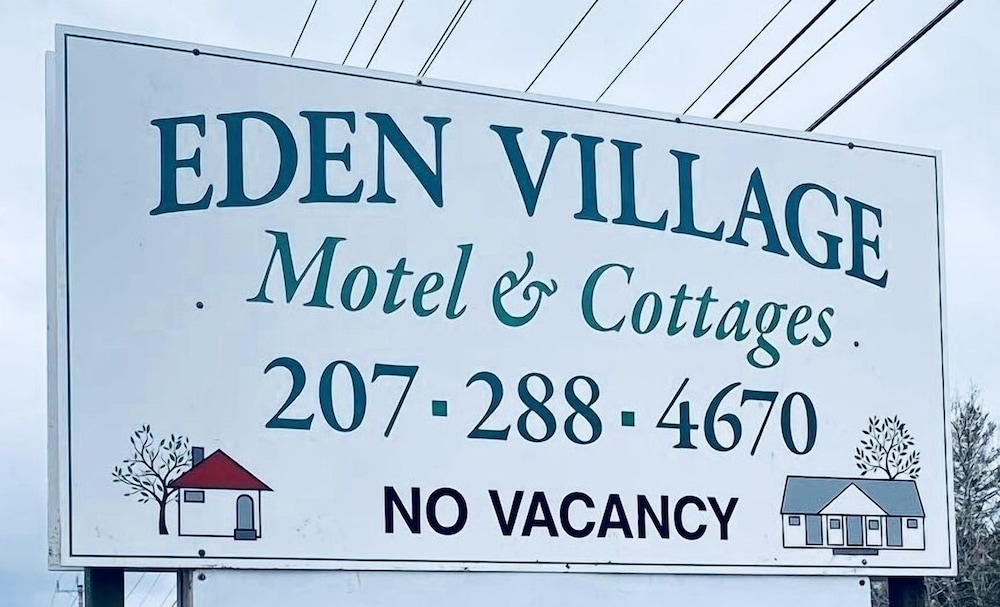 EDEN VILLAGE
Motel & Cottages
207·288·4670
NO VACANCY